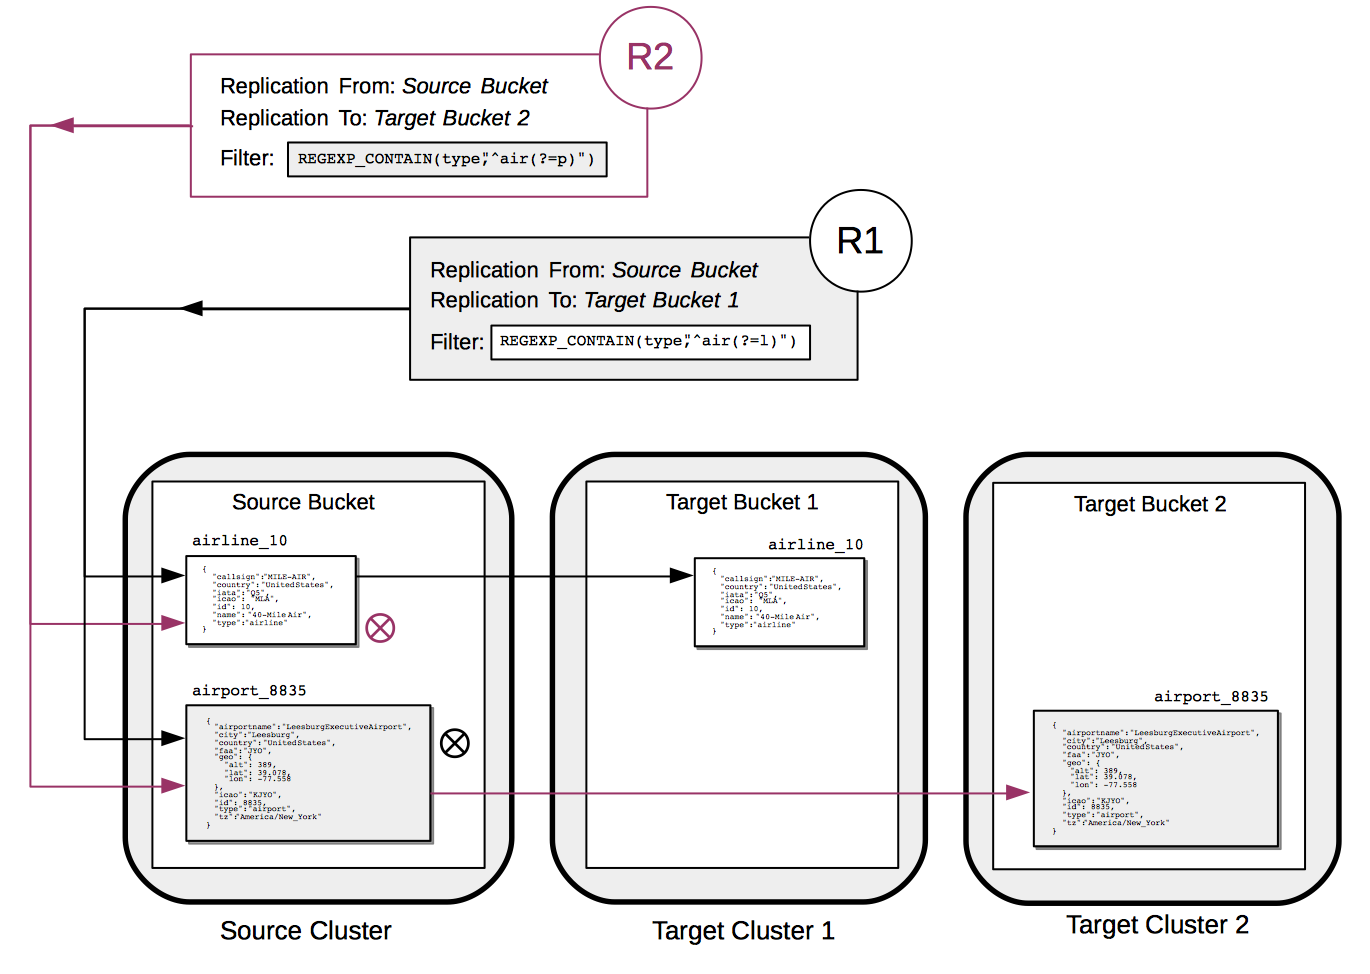 R2
Replication From: Source Bucket
Replication To: Target Bucket 2
Filter: REGEXP_CONTAIN(type,"^air(?=p)")
R1
Replication From: Source Bucket
Replication To: Target Bucket 1
Filter: REGEXP_CONTAIN(type,"^air(?=l)")
Source Bucket
airline_10
{
"callsign":"MILE-AIR",
"country":"UnitedStates",
"iata":"Q5",
"icao": "MLA",
"id": 10,
"name":"40-Mile Air",
"type":"airline"
}
airport_8835
{
"airportname":"LeesburgExecutiveAirport",
"city":"Leesburg",
"country":"UnitedStates",
"faa":"JYO",
"geo": {
"alt": 389,
"lat": 39.078,
"lon": -77.558
},
"icao":"KJYO",
"id": 8835,
"type":"airport",
"tz":"America/New_York"
}
Source Cluster
Target Bucket 1
airline_10
{
"callsign":"MILE-AIR",
"country":"UnitedStates",
"iata":"Q5",
"icao": "MLA",
"id": 10,
"name":"40-Mile Air",
"type":"airline"
}
Target Cluster 1
Target Bucket 2
airport_8835
{
"airportname":"LeesburgExecutiveAirport",
"city":"Leesburg",
"country":"UnitedStates",
"faa":"JYO",
"geo": {
"alt": 389,
"lat": 39.078,
"lon": -77.558
},
"icao":"KJYO",
"id": 8835,
"type":"airport",
"tz":"America/New_York"
}
Target Cluster 2